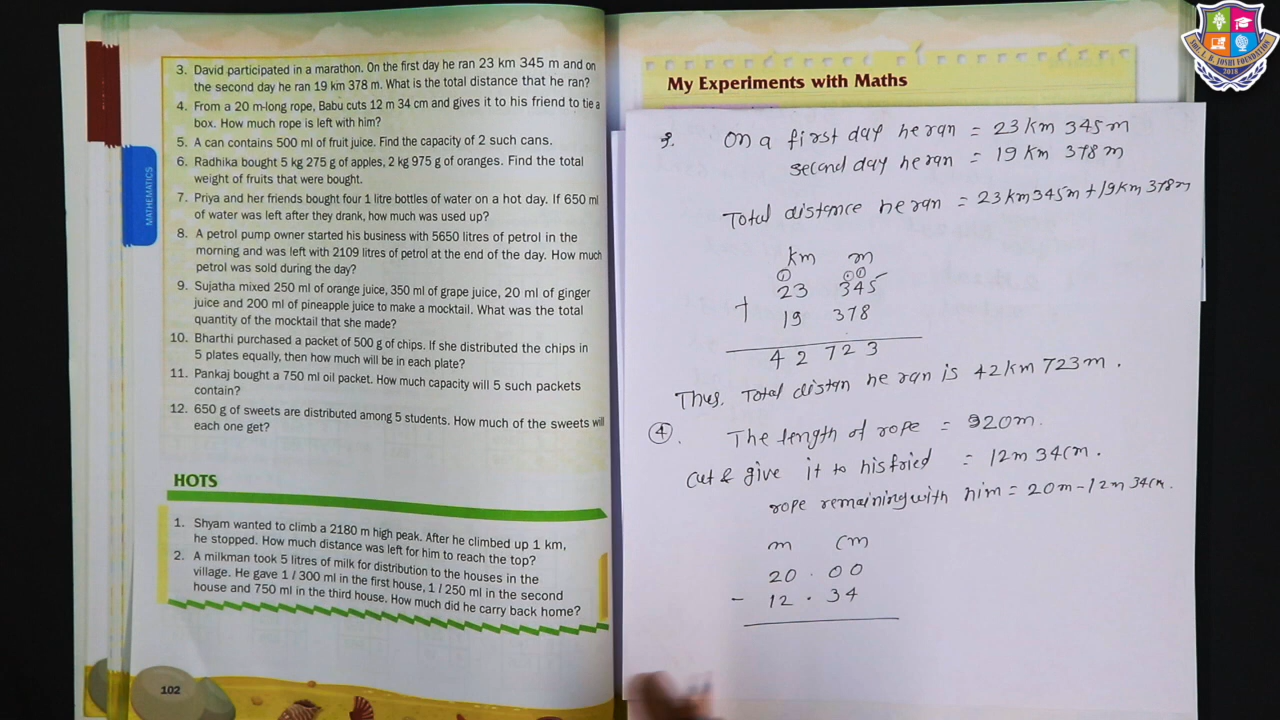 3. David participated in a marathon. On the first day he ran 23 km 345 m and on
the second day he ran 19 km 378 m. What is the total distance that he ran?
4. From a 20 m-long rope, Babu cuts 12 m 34 cm and gives it to his friend to tie a
box. How much rope is left with him?
5. A can contains 500 ml of fruit juice. Find the capacity of 2 such cans.
6. Radhika bought 5 kg 275 g of apples, 2 kg 975 g of oranges. Find the total
weight of fruits that were bought.
7. Priya and her friends bought four 1 litre bottles of water on a hot day. If 650 ml
of water was left after they drank, how much was used up?
8. A petrol pump owner started his business with 5650 litres of petrol in the
morning and was left with 2109 litres of petrol at the end of the day. How much
petrol was sold during the day?
9. Sujatha mixed 250 ml of orange juice, 350 ml of grape juice, 20 ml of ginger
juice and 200 ml of pineapple juice to make a mocktail. What was the total
quantity of the mocktail that she made?
10. Bharthi purchased a packet of 500 g of chips. If she distributed the chips in
5 plates equally, then how much will be in each plate?
11. Pankaj bought a 750 ml oil packet. How much capacity will 5 such packets
contain?
12. 650 g of sweets are distributed among 5 students. How much of the sweets will
each one get?
MATHEMATICS
HOTS
1. Shyam wanted to climb a 2180 m high peak. After he climbed up 1 km,
he stopped. How much distance was left for him to reach the top?
2. A milkman took 5 litres of milk for distribution to the houses in the
village. He gave 1 l 300 ml in the first house, 1 l 250 ml in the second
house and 750 ml in the third house. How much did he carry back home?
102
My Experiments with Maths
3. On a first day he ran = 23 km 345 m
second day he ran = 19 km 378 m
Total distance he ran = 23 km 345 m + 19 km 378 m
km m
1 1 1
23 345
+ 19 378
42 723
Thus, Total distan he ran is 42 km 723 m.
4. The length of rope = 20 m.
cut & give it to his fried = 12 m 34 cm.
rope remaining with him = 20 m - 12 m 34 cm.
m cm
20 . 00
- 12 . 34
2018